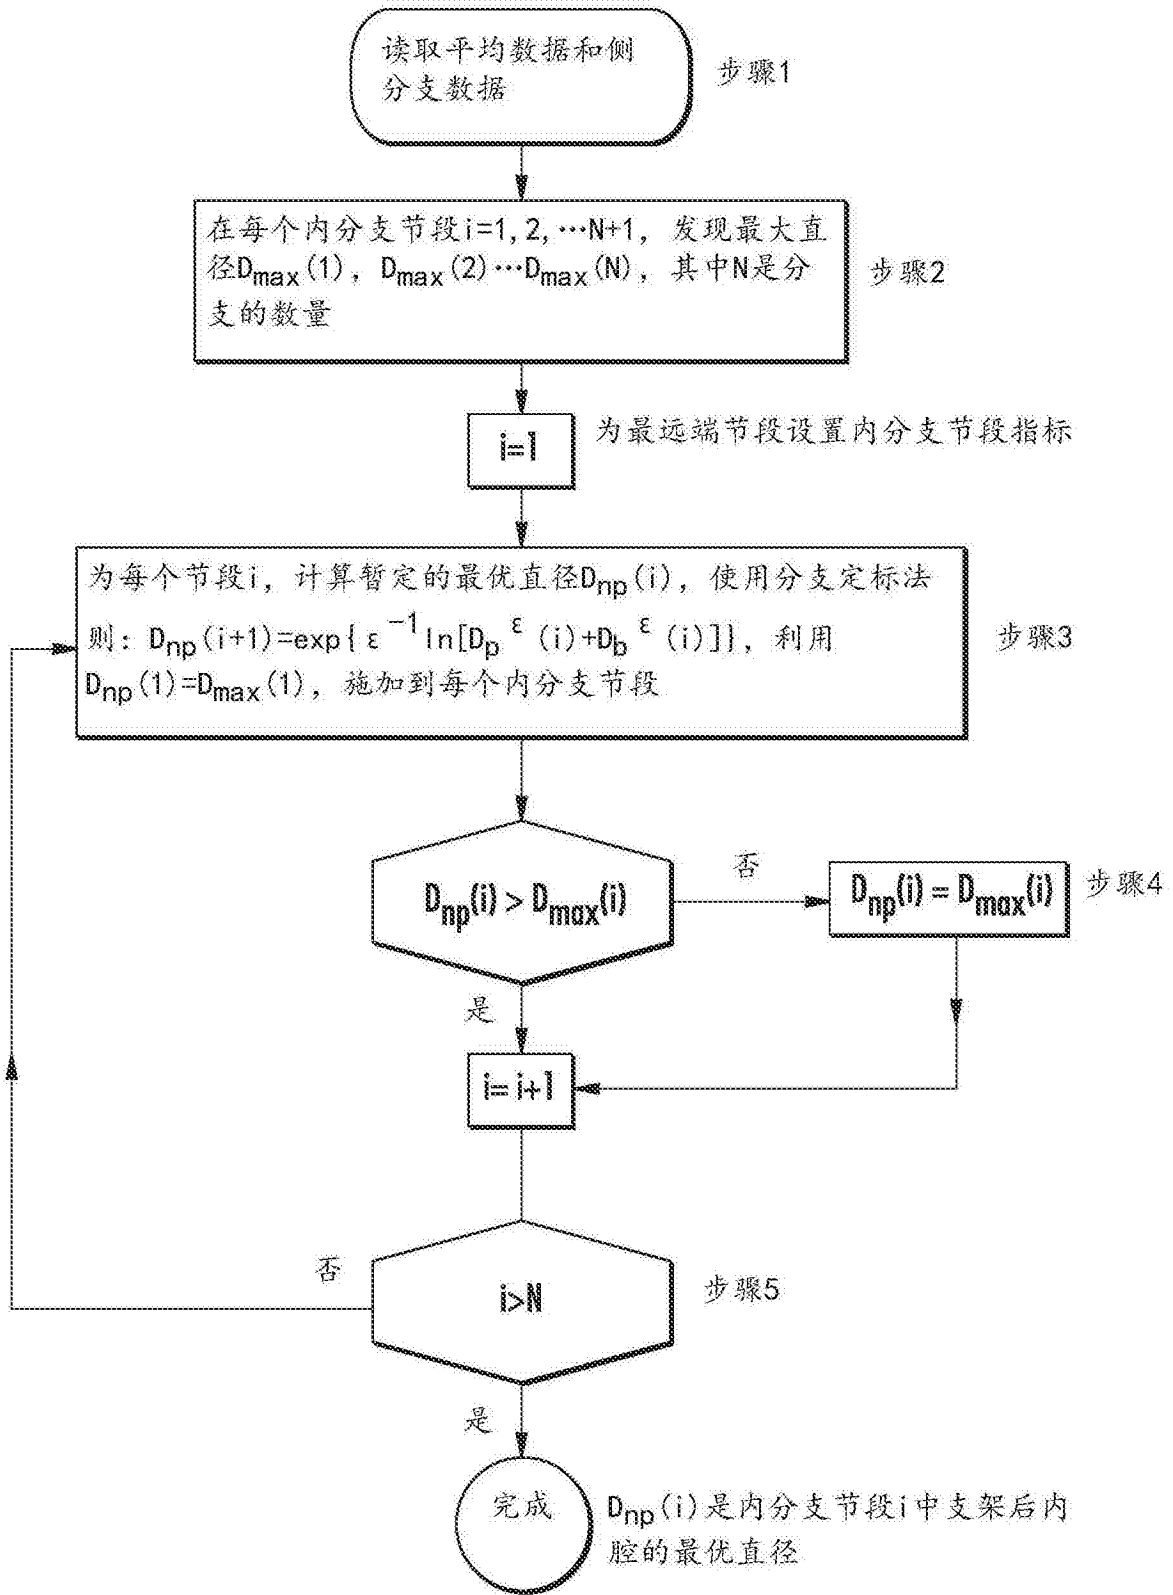 读取平均数据和侧
分支数据
步骤1
在每个内分支节段i=1,2,…N+1，发现最大直
径Dmax(1)，Dmax(2)…Dmax(N)，其中N是分
支的数量
步骤2
i=1
为最远端节段设置内分支节段指标
为每个节段i，计算暂定的最优直径Dnp(i)，使用分支定标法
则：Dnp(i+1)=exp{ε⁻¹ln[Dp^ε(i)+Db^ε(i)]}，利用
Dnp(1)=Dmax(1)，施加到每个内分支节段
步骤3
Dnp(i) > Dmax(i)
否
Dnp(i) = Dmax(i)
步骤4
是
i= i+1
否
i>N
步骤5
是
完成
Dnp(i)是内分支节段i中支架后内
腔的最优直径